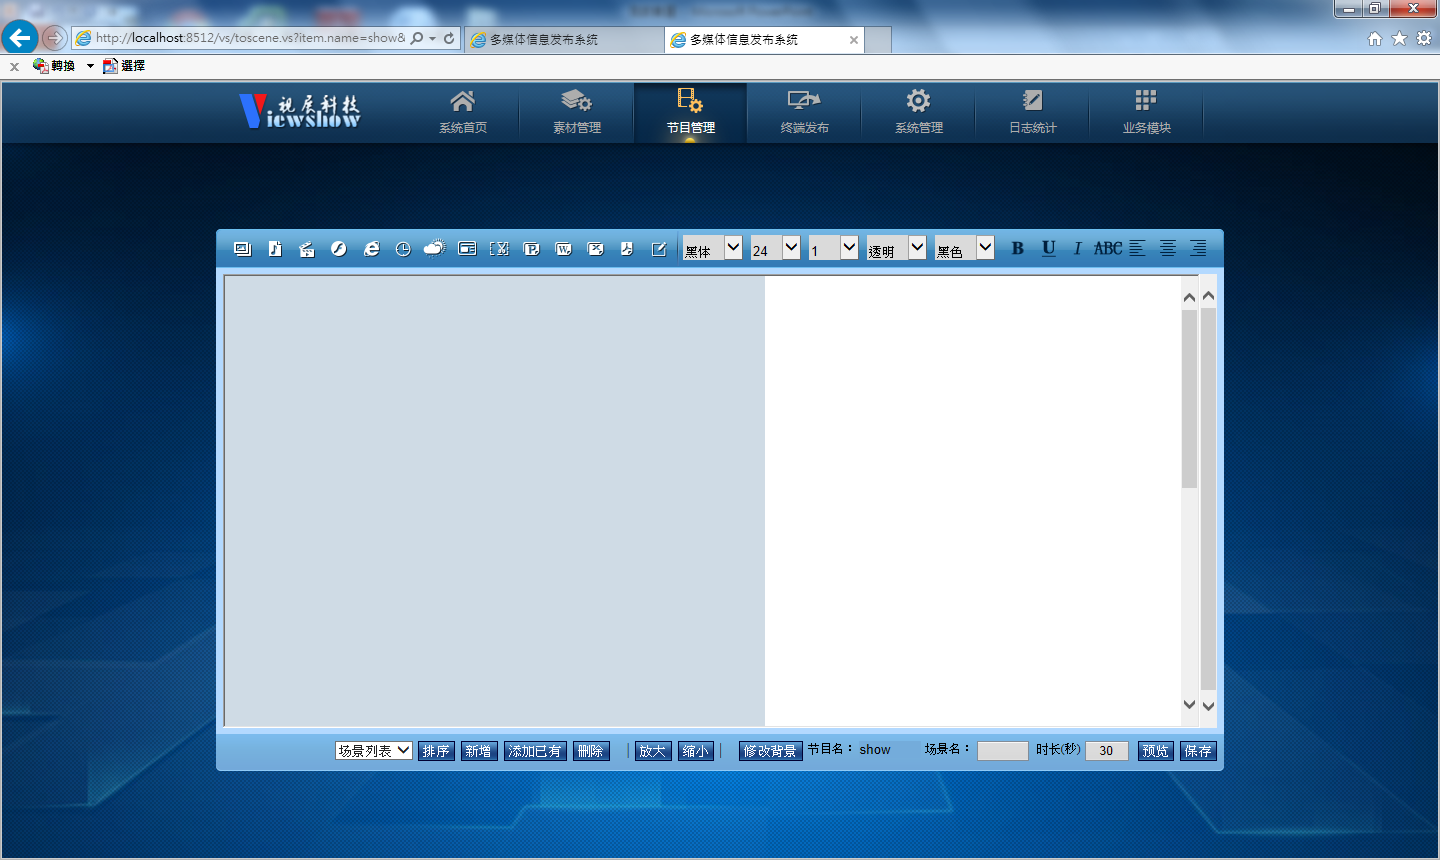 http://localhost:8512/vs/toscene.vs?item.name=show&
多媒体信息发布系统
多媒体信息发布系统
轉換
選擇
视展科技
Viewshow
系统首页
素材管理
节目管理
终端发布
系统管理
日志统计
业务模块
黑体
24
1
透明
黑色
B U I ABC
场景列表 排序 新增 添加已有 刪除 | 放大 缩小 | 修改背景 节目名： show 场景名： 时长(秒) 30 预览 保存